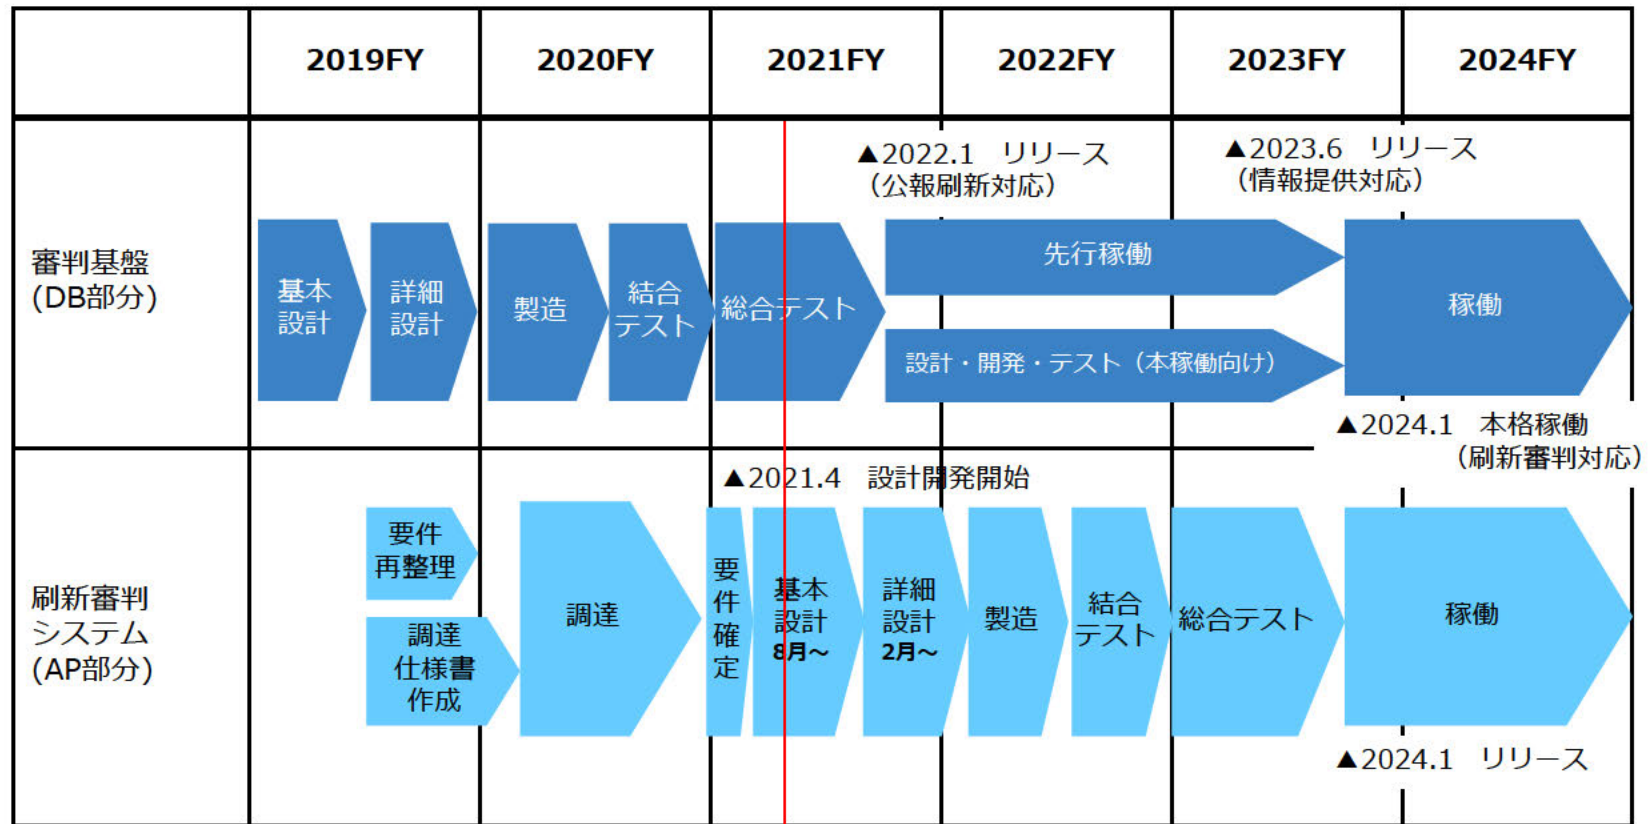 2019FY
2020FY
2021FY
2022FY
2023FY
2024FY
審判基盤
(DB部分)
▲2022.1 リリース
（公報刷新対応）
▲2023.6 リリース
（情報提供対応）
基本
設計
詳細
設計
製造
結合
テスト
総合テスト
先行稼働
設計・開発・テスト（本稼働向け）
稼働
▲2024.1 本格稼働
（刷新審判対応）
刷新審判
システム
(AP部分)
▲2021.4 設計開発開始
要件
再整理
調達
仕様書
作成
調達
要
件
確
定
基本
設計
8月～
詳細
設計
2月～
製造
結合
テスト
総合テスト
稼働
▲2024.1 リリース